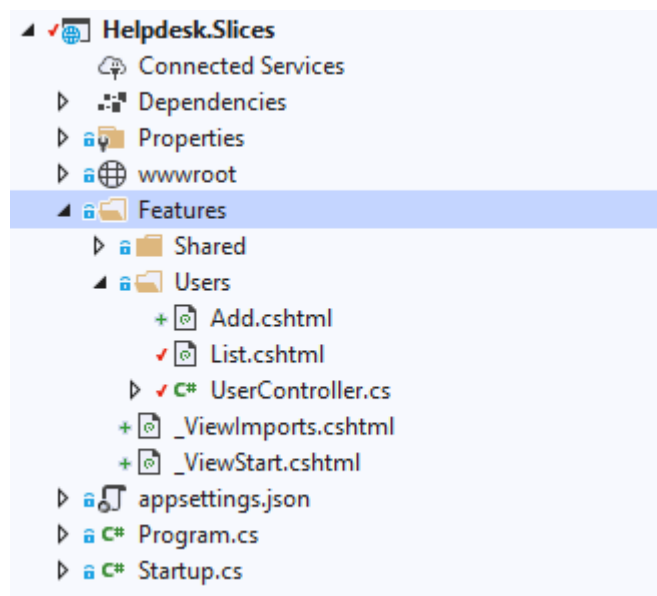 Helpdesk.Slices
Connected Services
Dependencies
Properties
wwwroot
Features
Shared
Users
Add.cshtml
List.cshtml
C# UserController.cs
_ViewImports.cshtml
_ViewStart.cshtml
appsettings.json
C# Program.cs
C# Startup.cs